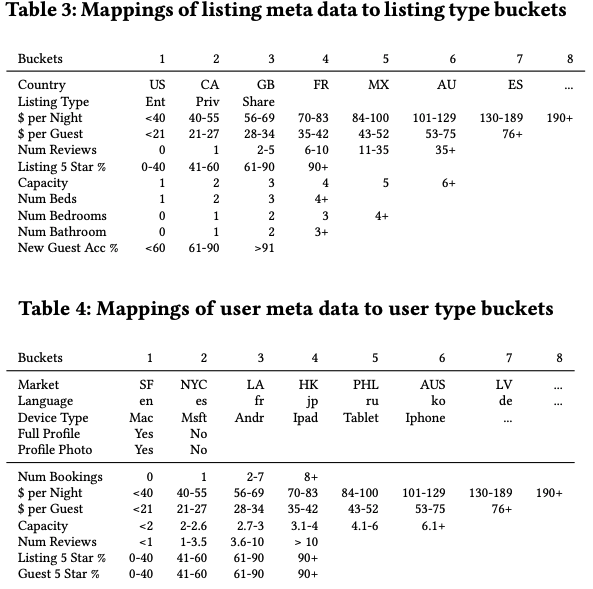 Table 3: Mappings of listing meta data to listing type buckets
Buckets 1 2 3 4 5 6 7 8
Country US CA GB FR MX AU ES ...
Listing Type Ent Priv Share
$ per Night <40 40-55 56-69 70-83 84-100 101-129 130-189 190+
$ per Guest <21 21-27 28-34 35-42 43-52 53-75 76+
Num Reviews 0 1 2-5 6-10 11-35 35+
Listing 5 Star % 0-40 41-60 61-90 90+
Capacity 1 2 3 4 5 6+
Num Beds 1 2 3 4+
Num Bedrooms 0 1 2 3 4+
Num Bathroom 0 1 2 3+
New Guest Acc % <60 61-90 >91
Table 4: Mappings of user meta data to user type buckets
Buckets 1 2 3 4 5 6 7 8
Market SF NYC LA HK PHL AUS LV ...
Language en es fr jp ru ko de ...
Device Type Mac Msft Andr Ipad Tablet Iphone ...
Full Profile Yes No
Profile Photo Yes No
Num Bookings 0 1 2-7 8+
$ per Night <40 40-55 56-69 70-83 84-100 101-129 130-189 190+
$ per Guest <21 21-27 28-34 35-42 43-52 53-75 76+
Capacity <2 2-2.6 2.7-3 3.1-4 4.1-6 6.1+
Num Reviews <1 1-3.5 3.6-10 > 10
Listing 5 Star % 0-40 41-60 61-90 90+
Guest 5 Star % 0-40 41-60 61-90 90+